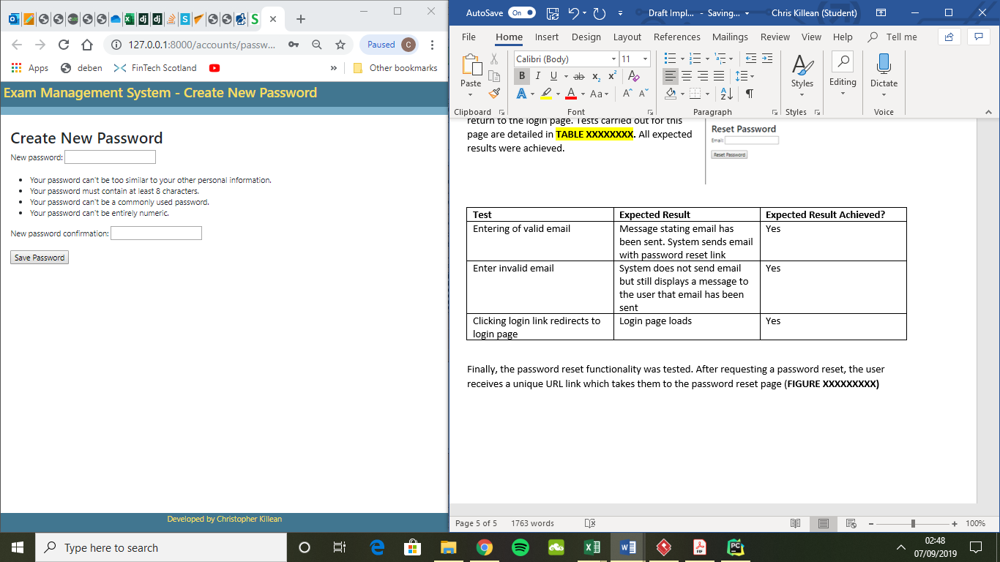 127.0.0.1:8000/accounts/passw...
Paused
C
Apps
deben
FinTech Scotland
»
Other bookmarks
Exam Management System - Create New Password
Create New Password
New password:
• Your password can't be too similar to your other personal information.
• Your password must contain at least 8 characters.
• Your password can't be a commonly used password.
• Your password can't be entirely numeric.
New password confirmation:
Save Password
Developed by Christopher Killean
AutoSave On
Draft Impl... - Saving...
Chris Killean (Student)
File Home Insert Design Layout References Mailings Review View Help Tell me
Calibri (Body) 11
B I U ab x₂ x²
A A Aa A A
Paste
Styles
Editing
Dictate
Clipboard Font Paragraph Styles Voice
return to the login page. Tests carried out for this
page are detailed in TABLE XXXXXXXX. All expected
results were achieved.
Reset Password
Email:
Reset Password
Test Expected Result Expected Result Achieved?
Entering of valid email Message stating email has Yes
been sent. System sends email
with password reset link
Enter invalid email System does not send email Yes
but still displays a message to
the user that email has been
sent
Clicking login link redirects to Login page loads Yes
login page
Finally, the password reset functionality was tested. After requesting a password reset, the user
receives a unique URL link which takes them to the password reset page (FIGURE XXXXXXXXX)
Page 5 of 5 1763 words
100%
Type here to search
02:48
07/09/2019